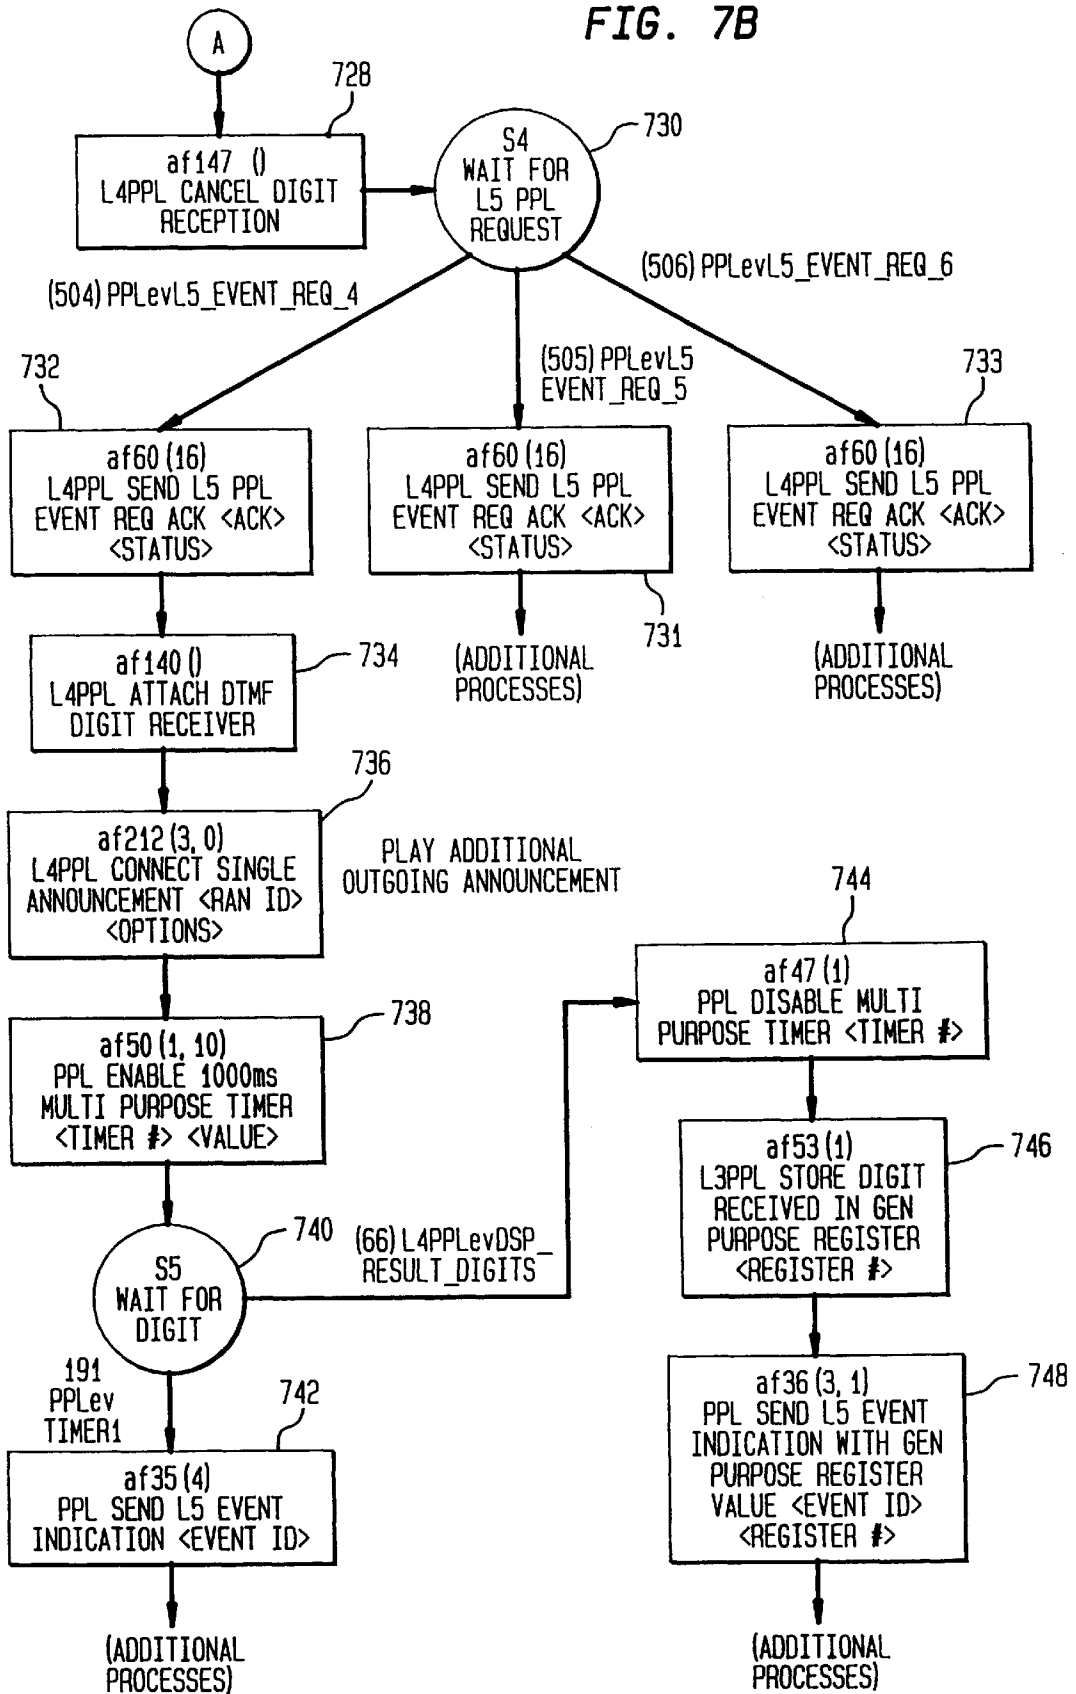 FIG. 7B
A
728
af147 ()
L4PPL CANCEL DIGIT
RECEPTION
730
S4
WAIT FOR
L5 PPL
REQUEST
(504) PPLevL5_EVENT_REQ_4
(505) PPLevL5
EVENT_REQ_5
(506) PPLevL5_EVENT_REQ_6
732
af60 (16)
L4PPL SEND L5 PPL
EVENT REQ ACK <ACK>
<STATUS>
af60 (16)
L4PPL SEND L5 PPL
EVENT REQ ACK <ACK>
<STATUS>
731
(ADDITIONAL
PROCESSES)
733
af60 (16)
L4PPL SEND L5 PPL
EVENT REQ ACK <ACK>
<STATUS>
(ADDITIONAL
PROCESSES)
734
af140 ()
L4PPL ATTACH DTMF
DIGIT RECEIVER
736
af212 (3, 0)
L4PPL CONNECT SINGLE
ANNOUNCEMENT <RAN ID>
<OPTIONS>
PLAY ADDITIONAL
OUTGOING ANNOUNCEMENT
738
af50 (1, 10)
PPL ENABLE 1000ms
MULTI PURPOSE TIMER
<TIMER #> <VALUE>
740
S5
WAIT FOR
DIGIT
(66) L4PPLevDSP_
RESULT_DIGITS
191
PPLev
TIMER1
742
af35 (4)
PPL SEND L5 EVENT
INDICATION <EVENT ID>
(ADDITIONAL
PROCESSES)
744
af47 (1)
PPL DISABLE MULTI
PURPOSE TIMER <TIMER #>
746
af53 (1)
L3PPL STORE DIGIT
RECEIVED IN GEN
PURPOSE REGISTER
<REGISTER #>
748
af36 (3, 1)
PPL SEND L5 EVENT
INDICATION WITH GEN
PURPOSE REGISTER
VALUE <EVENT ID>
<REGISTER #>
(ADDITIONAL
PROCESSES)